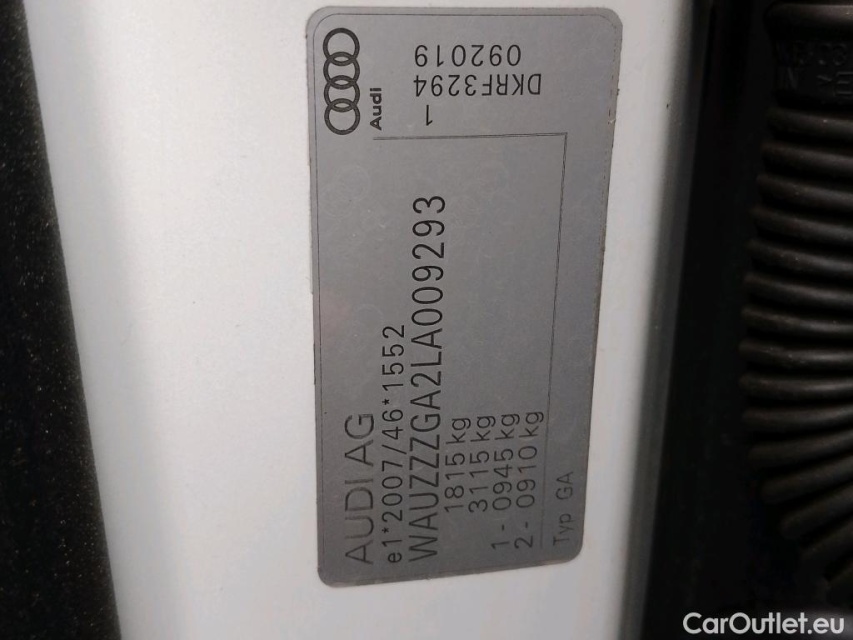 AUDI AG
e1*2007/46*1552
WAUZZZGA2LA009293
1815 kg
3115 kg
1 - 0945 kg
2 - 0910 kg
Typ GA
Audi
092019
DKRF3294
1
CarOutlet.eu